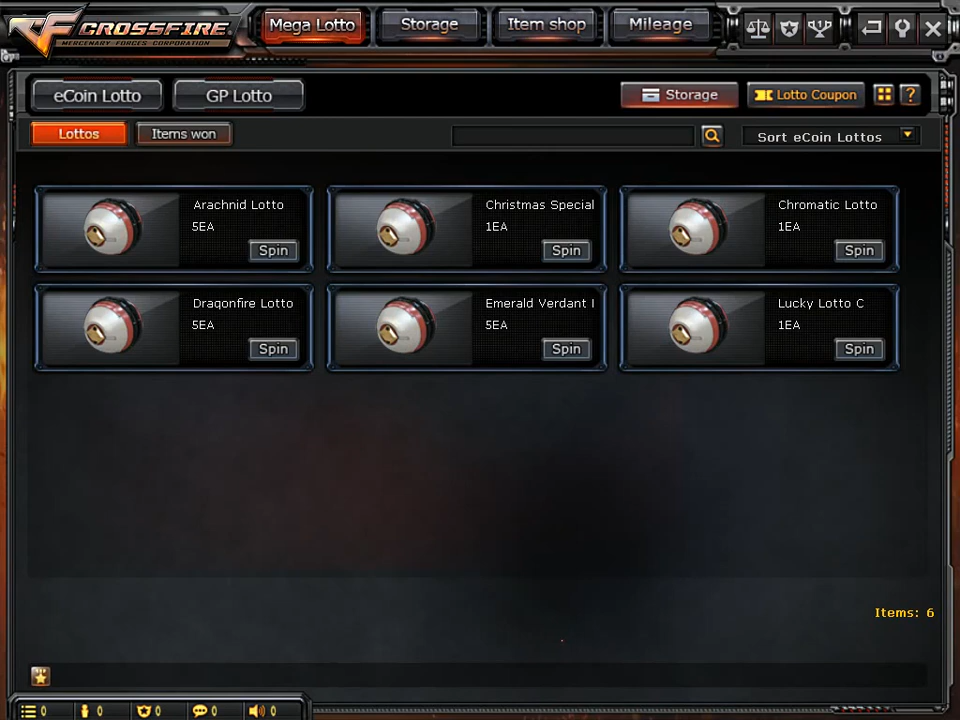 CROSSFIRE
MERCENARY FORCES CORPORATION
Mega Lotto
Storage
Item shop
Mileage
eCoin Lotto
GP Lotto
Storage
Lotto Coupon
?
Lottos
Items won
Sort eCoin Lottos
Arachnid Lotto
5EA
Spin
Christmas Special
1EA
Spin
Chromatic Lotto
1EA
Spin
Dragonfire Lotto
5EA
Spin
Emerald Verdant l
5EA
Spin
Lucky Lotto C
1EA
Spin
Items: 6
0
0
0
0
0